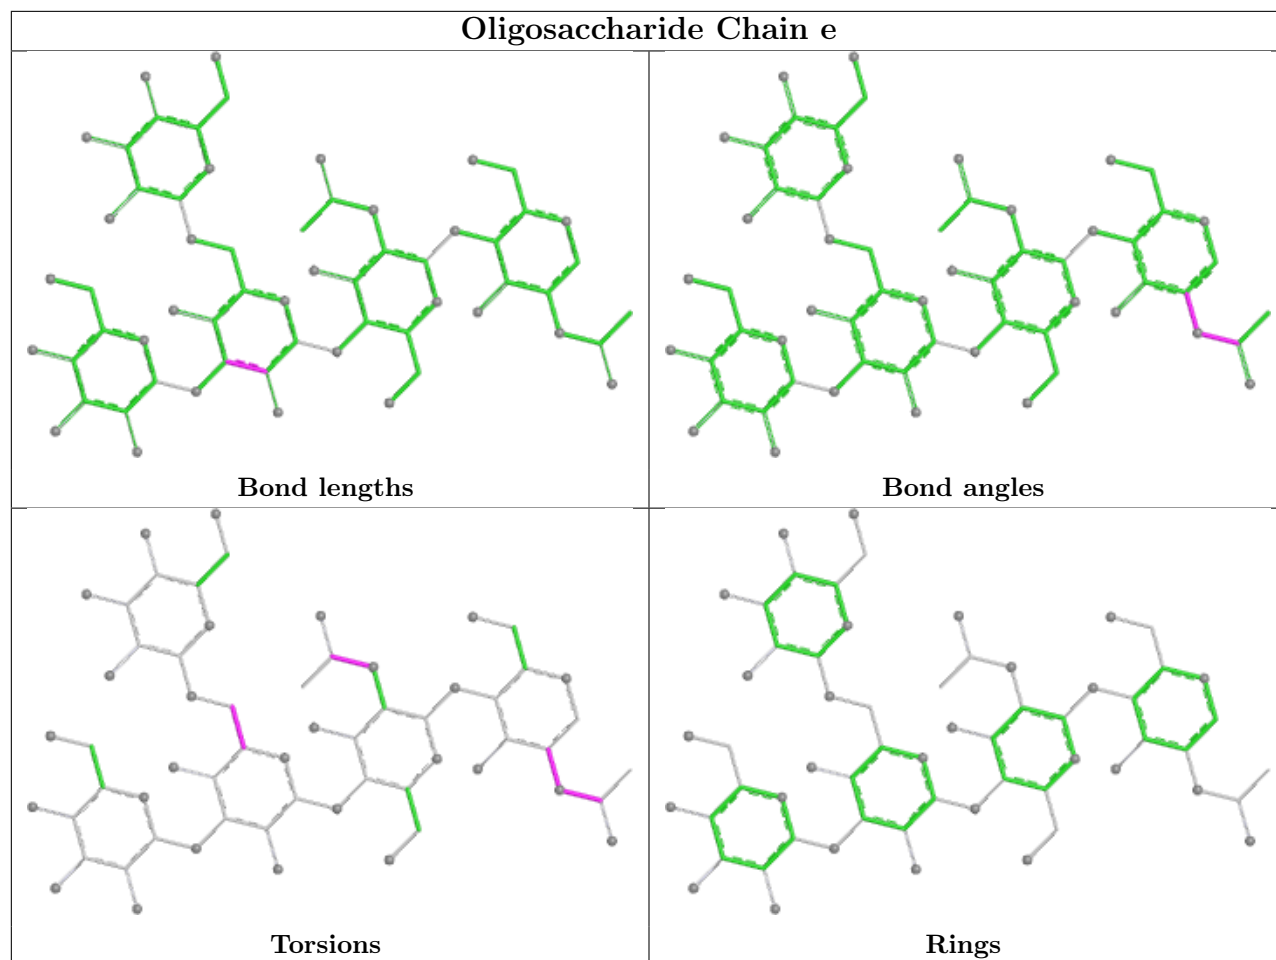 Oligosaccharide Chain e
Bond lengths
Bond angles
Torsions
Rings